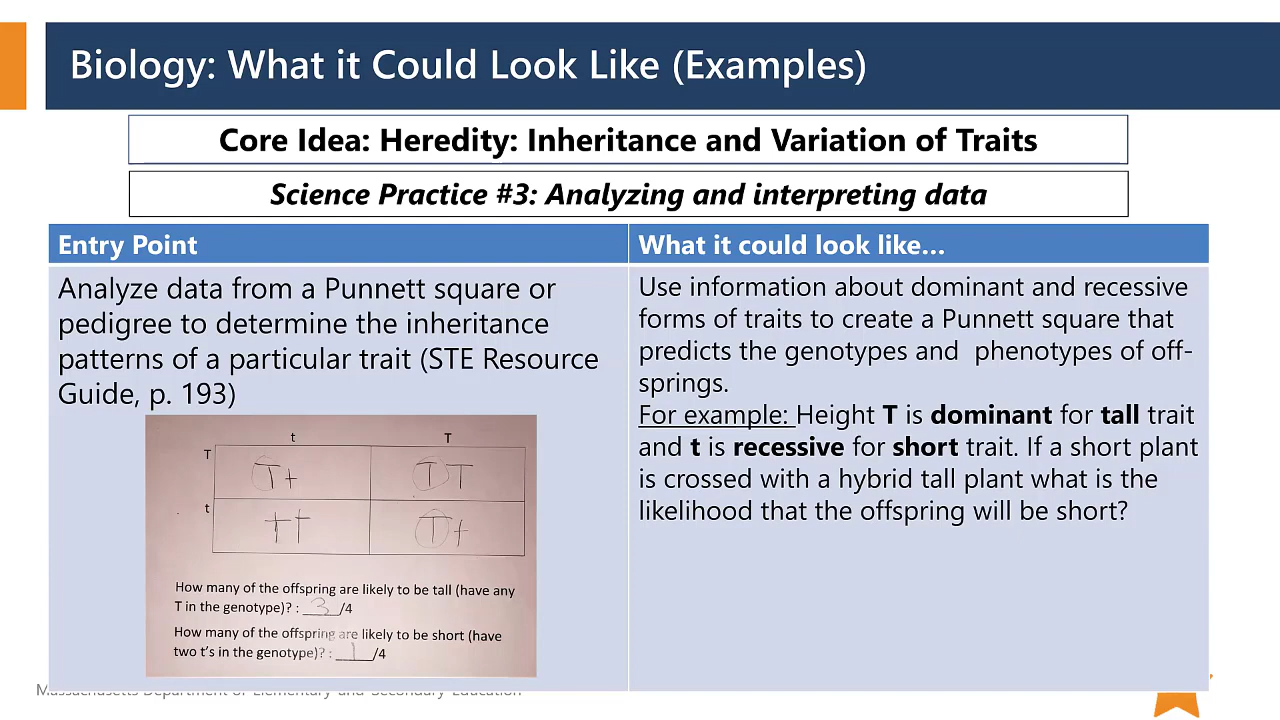 Biology: What it Could Look Like (Examples)
Core Idea: Heredity: Inheritance and Variation of Traits
Science Practice #3: Analyzing and interpreting data
Entry Point
What it could look like…
Analyze data from a Punnett square or
pedigree to determine the inheritance
patterns of a particular trait (STE Resource
Guide, p. 193)
t T
T Tt TT
t tt Tt
How many of the offspring are likely to be tall (have any
T in the genotype)? : 3/4
How many of the offspring are likely to be short (have
two t's in the genotype)? : 1/4
Use information about dominant and recessive
forms of traits to create a Punnett square that
predicts the genotypes and phenotypes of off-
springs.
For example: Height T is dominant for tall trait
and t is recessive for short trait. If a short plant
is crossed with a hybrid tall plant what is the
likelihood that the offspring will be short?
Massachusetts Department of Elementary and Secondary Education